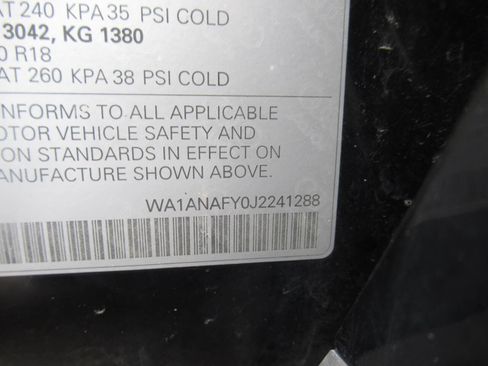 AT 240 KPA 35 PSI COLD
3042, KG 1380
0 R18
AT 260 KPA 38 PSI COLD
NFORMS TO ALL APPLICABLE
OTOR VEHICLE SAFETY AND
ON STANDARDS IN EFFECT ON
ANUFACTURE SHOWN ABOVE.
WA1ANAFY0J2241288